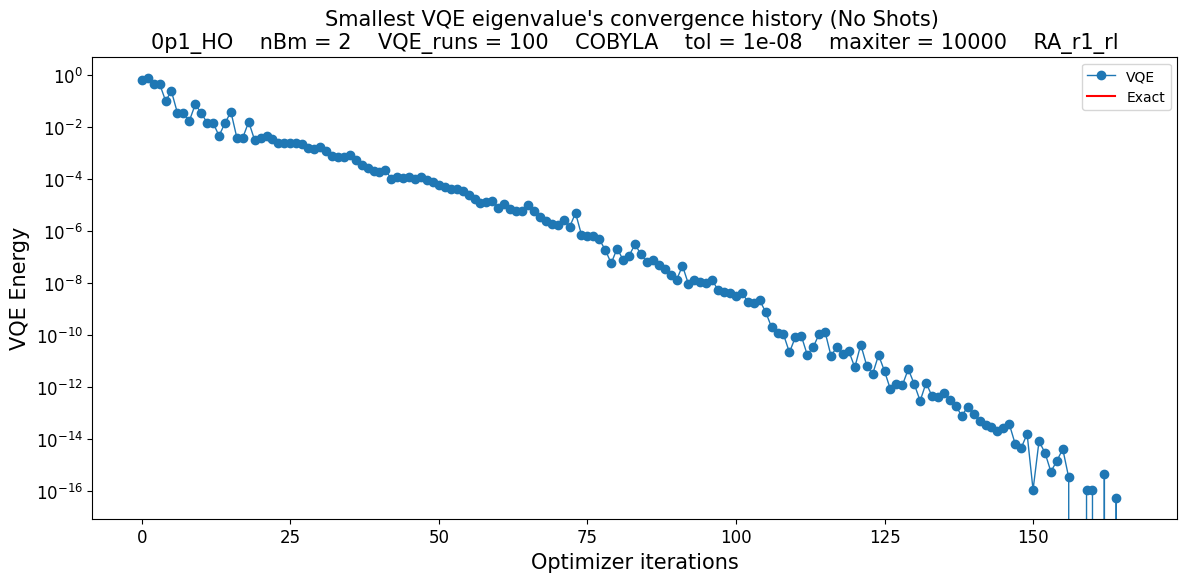 Smallest VQE eigenvalue's convergence history (No Shots)
0p1_HO    nBm = 2    VQE_runs = 100    COBYLA    tol = 1e-08    maxiter = 10000    RA_r1_rl
VQE
Exact
VQE Energy
10⁰
10⁻²
10⁻⁴
10⁻⁶
10⁻⁸
10⁻¹⁰
10⁻¹²
10⁻¹⁴
10⁻¹⁶
0 25 50 75 100 125 150
Optimizer iterations